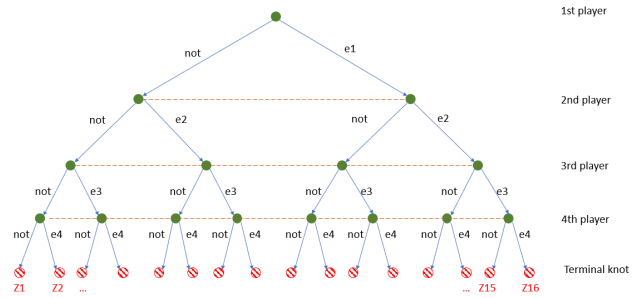 1st player
not e1
2nd player
not e2 not e2
3rd player
not e3 not e3 not e3 not e3
4th player
not e4 not e4 not e4 not e4 not e4 not e4 not e4 not e4
Terminal knot
Z1 Z2 ... ... Z15 Z16